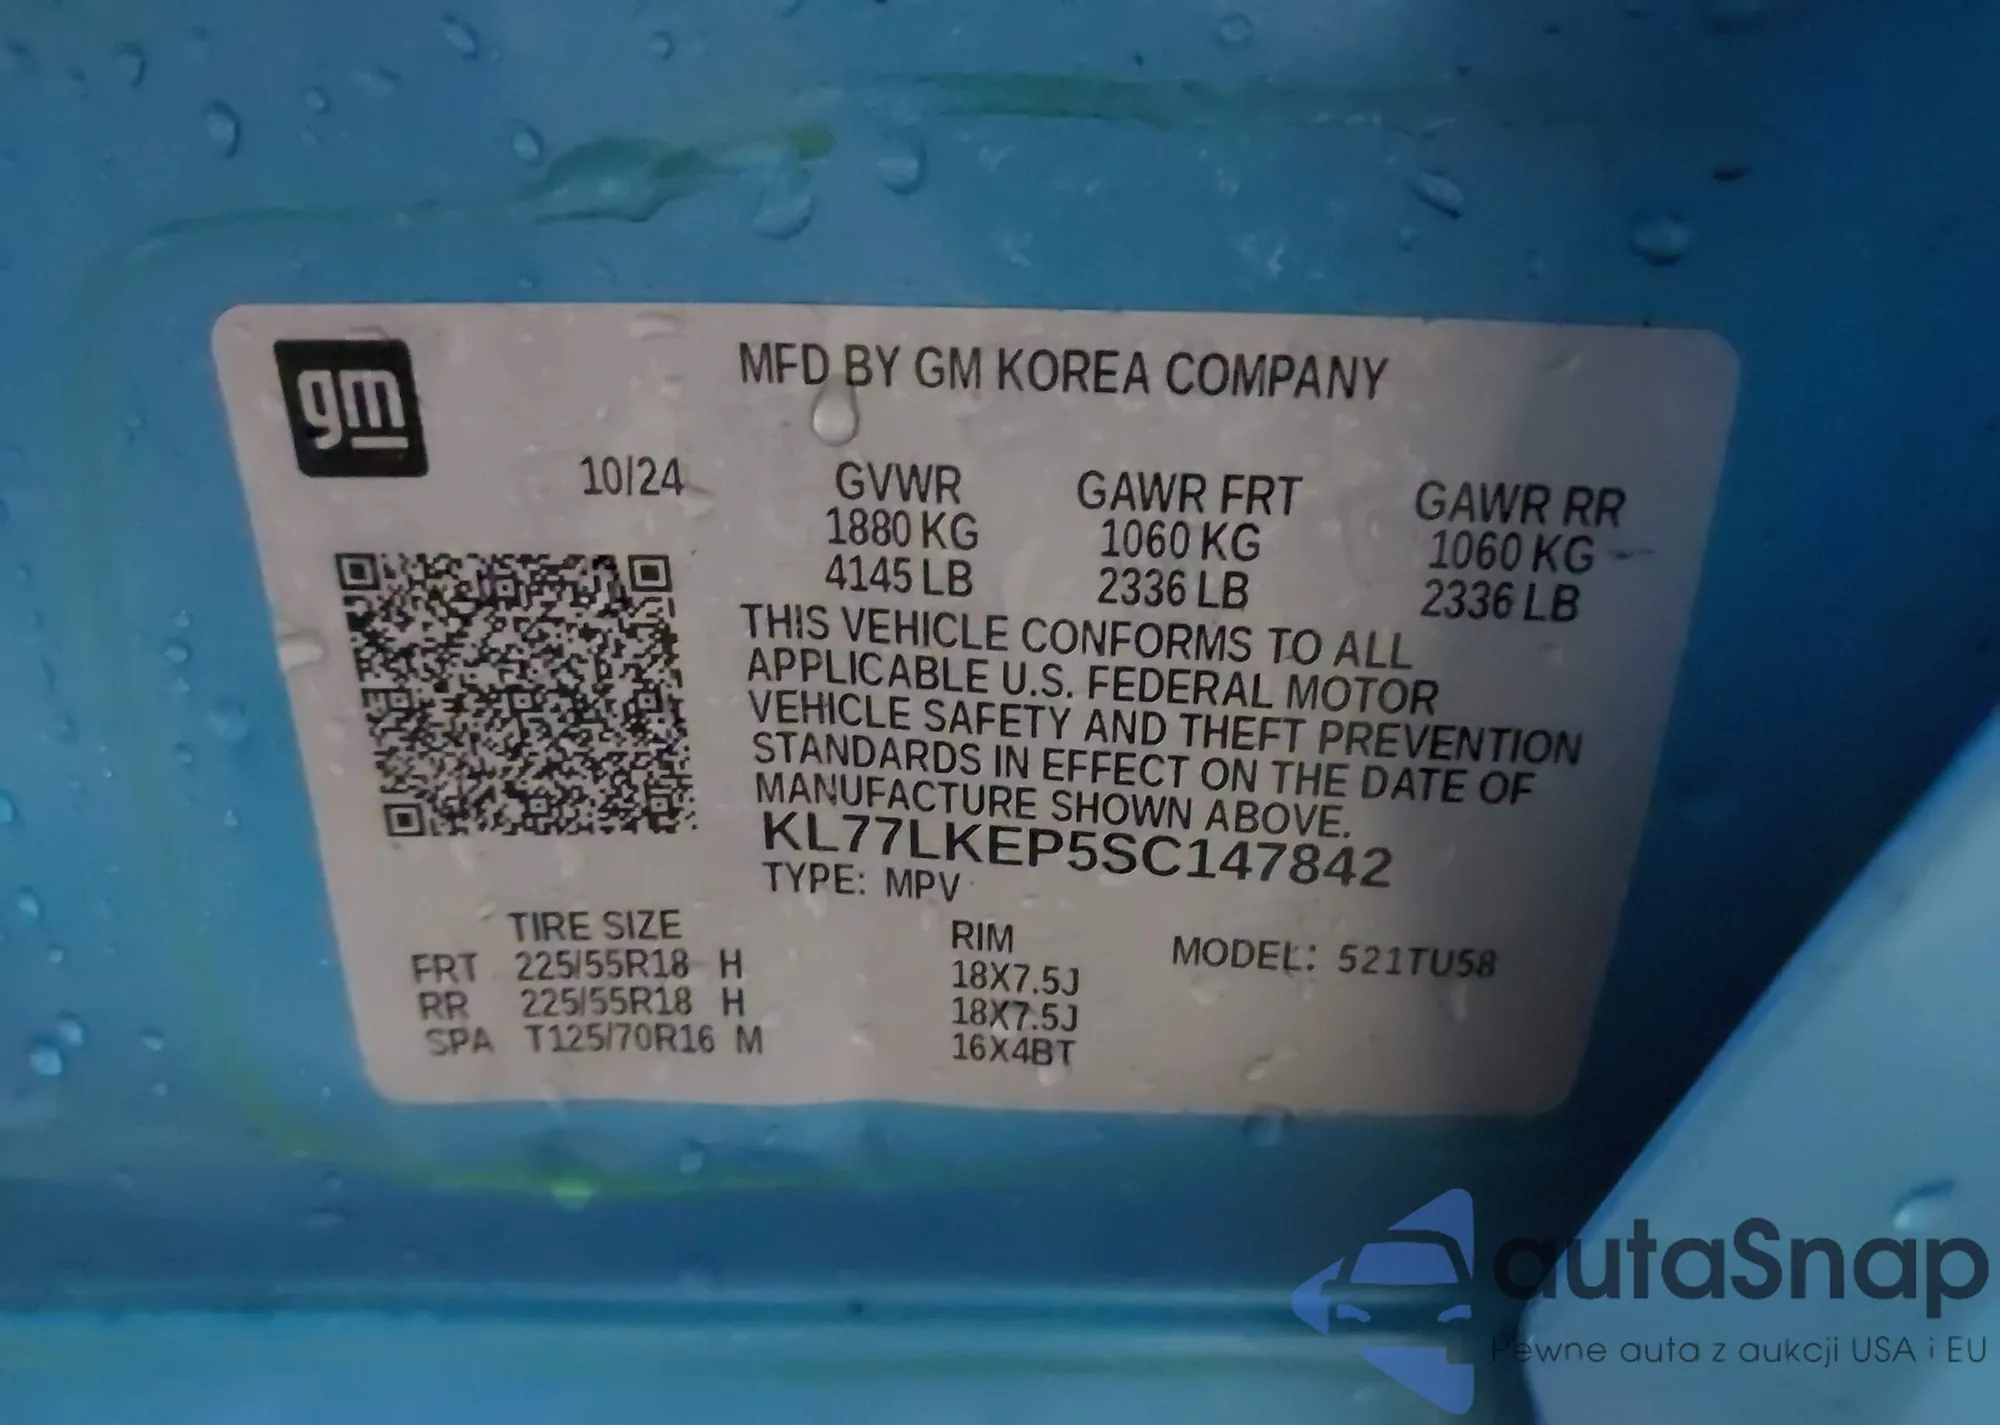 gm
MFD BY GM KOREA COMPANY
10/24
GVWR GAWR FRT GAWR RR
1880 KG 1060 KG 1060 KG
4145 LB 2336 LB 2336 LB
THIS VEHICLE CONFORMS TO ALL
APPLICABLE U.S. FEDERAL MOTOR
VEHICLE SAFETY AND THEFT PREVENTION
STANDARDS IN EFFECT ON THE DATE OF
MANUFACTURE SHOWN ABOVE.
KL77LKEP5SC147842
TYPE: MPV
TIRE SIZE RIM MODEL: 521TU58
FRT 225/55R18 H 18X7.5J
RR 225/55R18 H 18X7.5J
SPA T125/70R16 M 16X4BT
autaSnap
Pewne auta z aukcji USA i EU